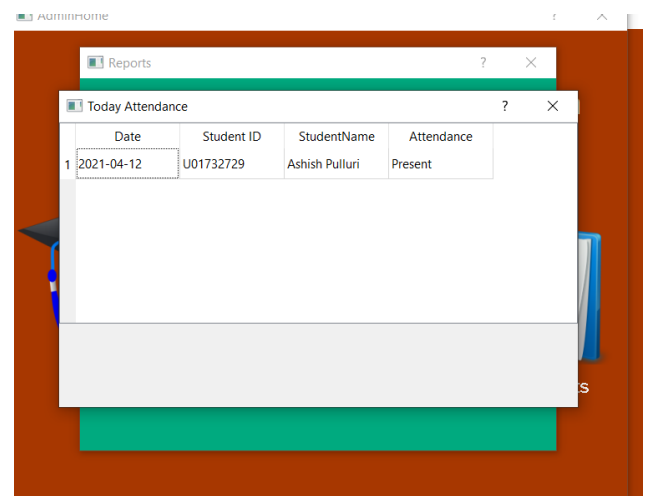 AdminHome ? ×
Reports ? ×
Today Attendance ? ×
Date Student ID StudentName Attendance
1 2021-04-12 U01732729 Ashish Pulluri Present